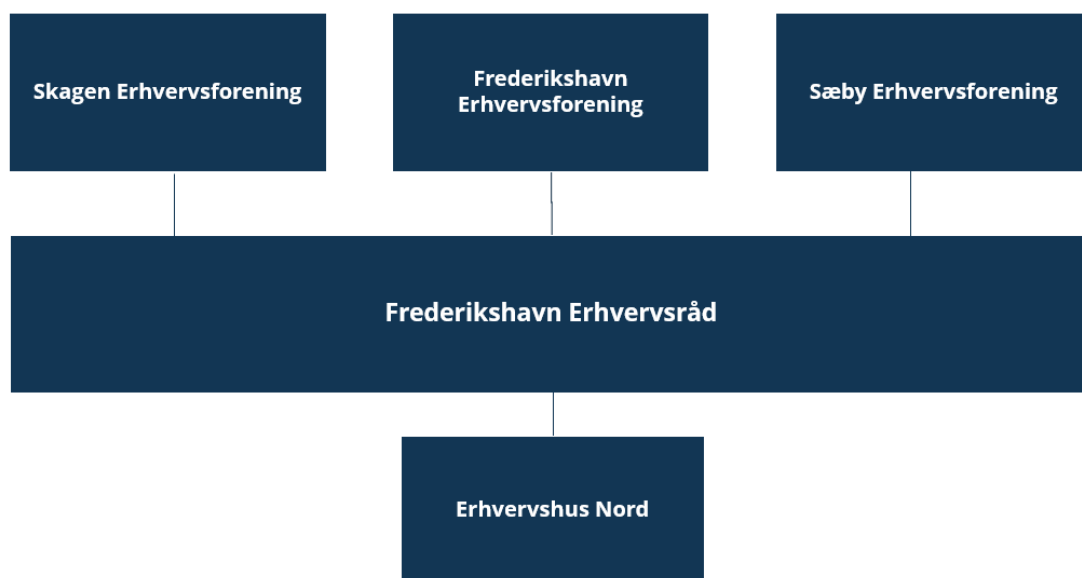 Skagen Erhvervsforening
Frederikshavn
Erhvervsforening
Sæby Erhvervsforening
Frederikshavn Erhvervsråd
Erhvervshus Nord